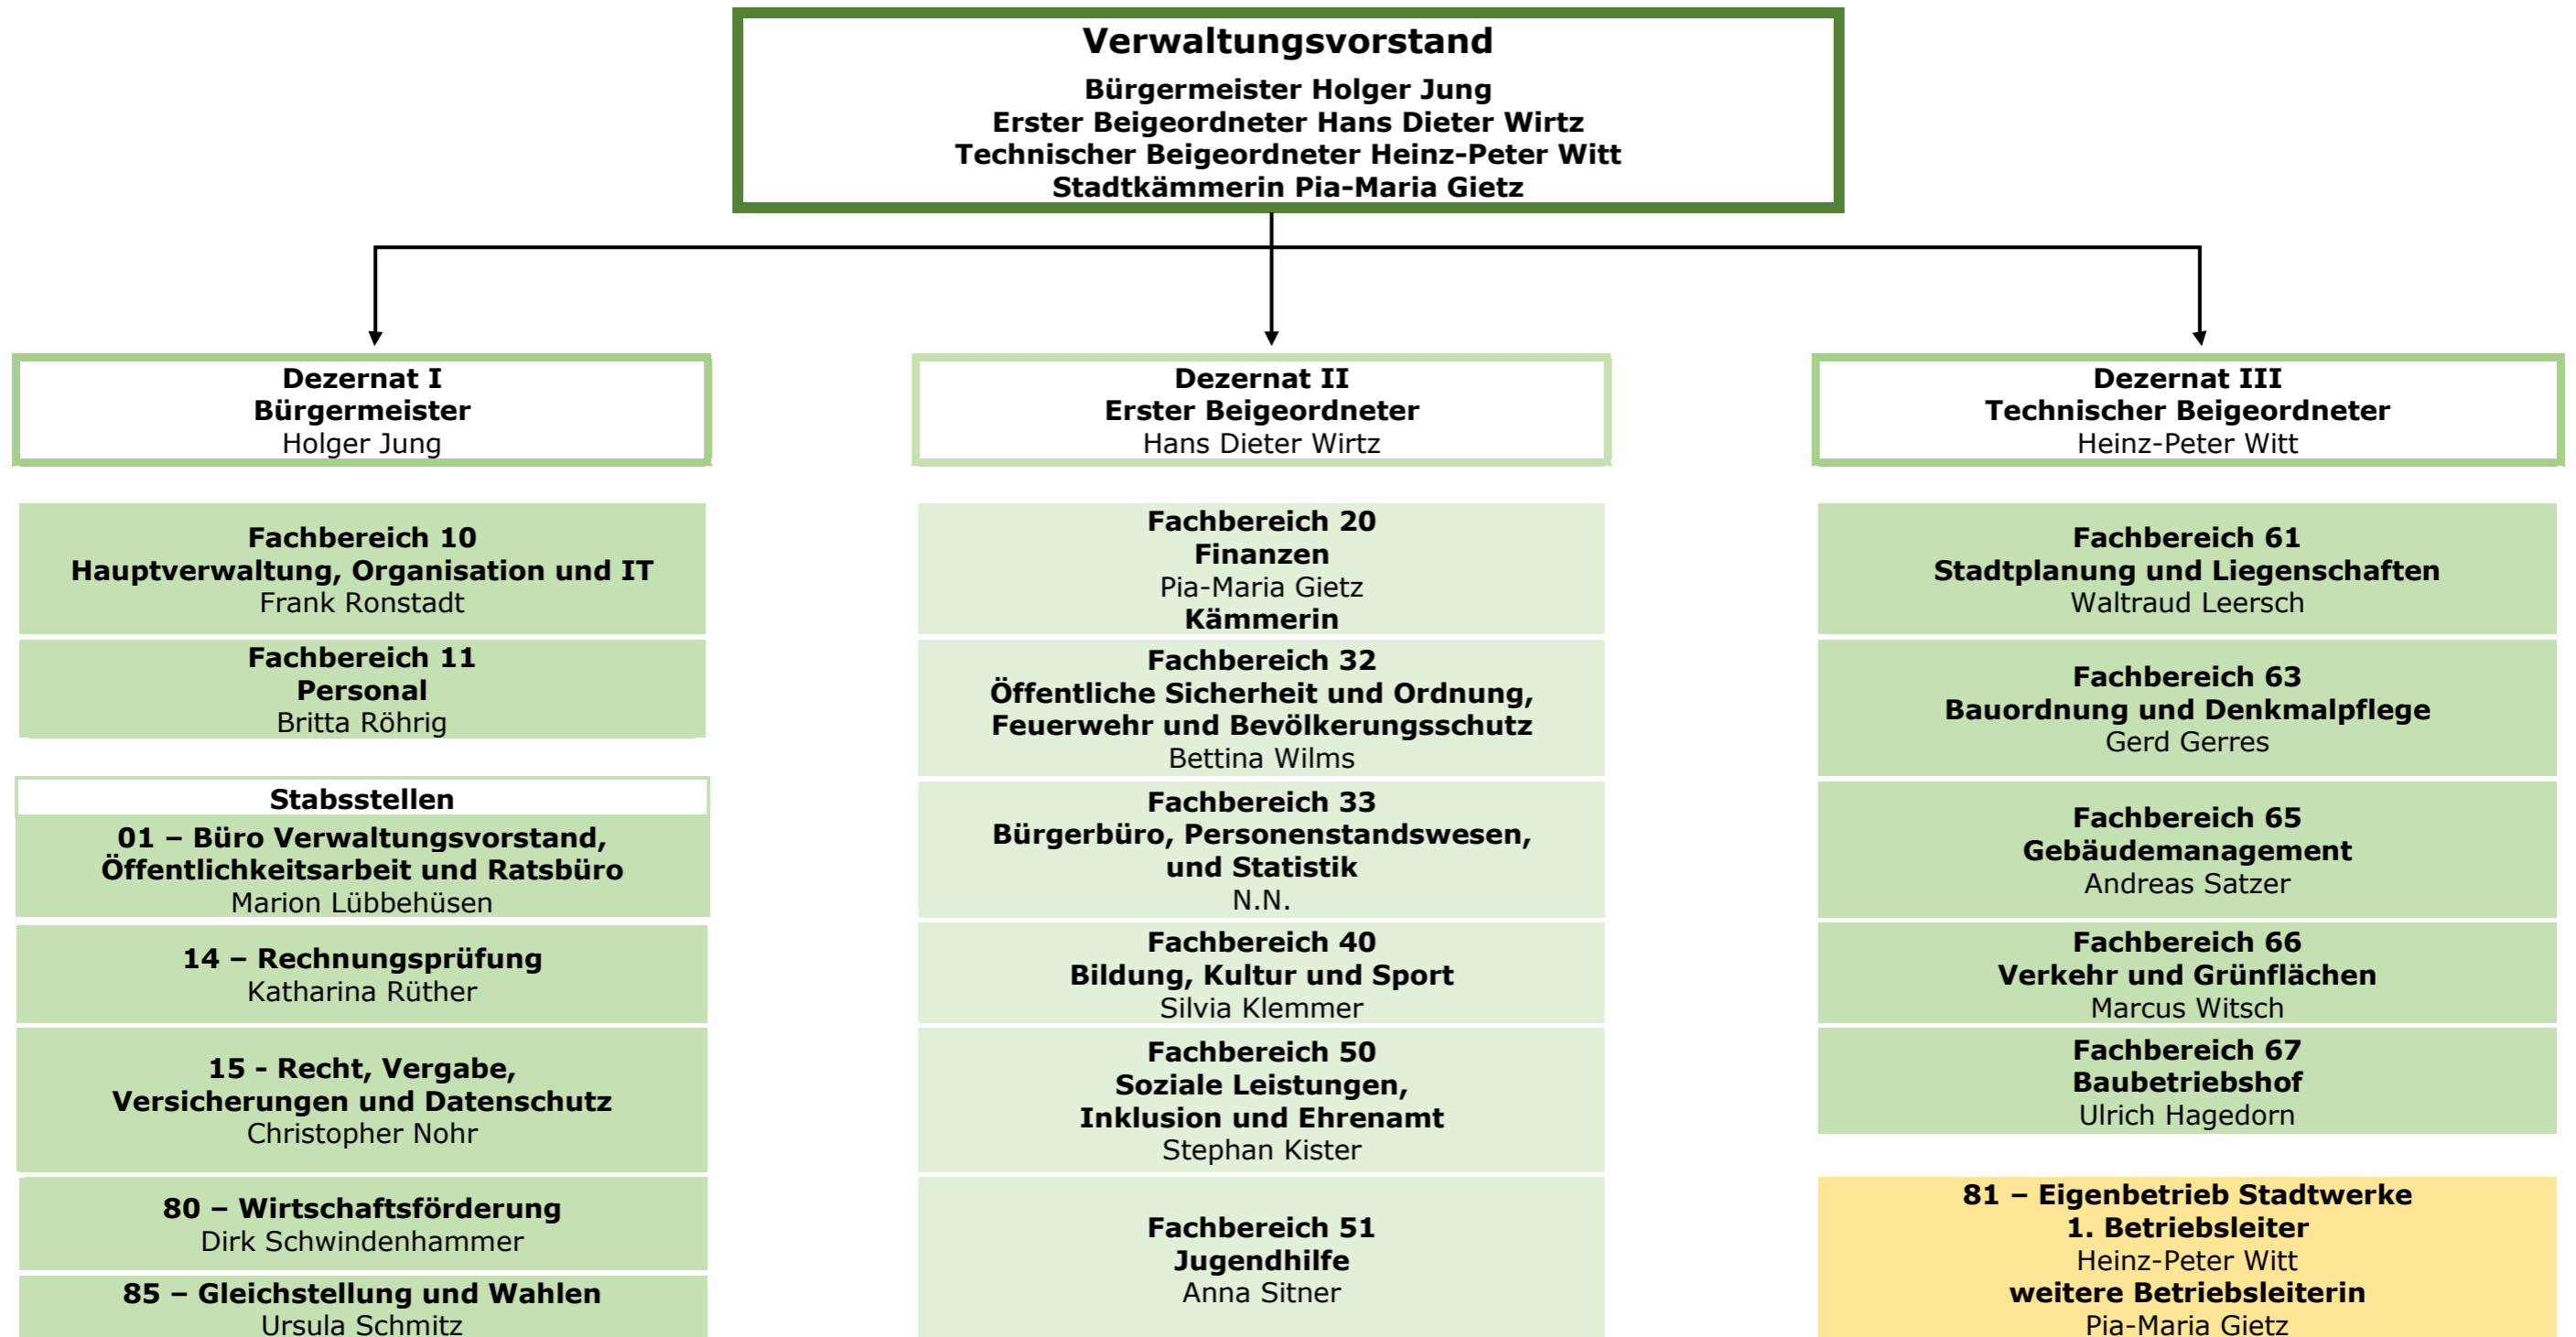 Verwaltungsvorstand
Bürgermeister Holger Jung
Erster Beigeordneter Hans Dieter Wirtz
Technischer Beigeordneter Heinz-Peter Witt
Stadtkämmerin Pia-Maria Gietz
Dezernat I
Bürgermeister
Holger Jung
Fachbereich 10
Hauptverwaltung, Organisation und IT
Frank Ronstadt
Fachbereich 11
Personal
Britta Röhrig
Stabsstellen
01 – Büro Verwaltungsvorstand,
Öffentlichkeitsarbeit und Ratsbüro
Marion Lübbehüsen
14 – Rechnungsprüfung
Katharina Rüther
15 - Recht, Vergabe,
Versicherungen und Datenschutz
Christopher Nohr
80 – Wirtschaftsförderung
Dirk Schwindenhammer
85 – Gleichstellung und Wahlen
Ursula Schmitz
Dezernat II
Erster Beigeordneter
Hans Dieter Wirtz
Fachbereich 20
Finanzen
Pia-Maria Gietz
Kämmerin
Fachbereich 32
Öffentliche Sicherheit und Ordnung,
Feuerwehr und Bevölkerungsschutz
Bettina Wilms
Fachbereich 33
Bürgerbüro, Personenstandswesen,
und Statistik
N.N.
Fachbereich 40
Bildung, Kultur und Sport
Silvia Klemmer
Fachbereich 50
Soziale Leistungen,
Inklusion und Ehrenamt
Stephan Kister
Fachbereich 51
Jugendhilfe
Anna Sitner
Dezernat III
Technischer Beigeordneter
Heinz-Peter Witt
Fachbereich 61
Stadtplanung und Liegenschaften
Waltraud Leersch
Fachbereich 63
Bauordnung und Denkmalpflege
Gerd Gerres
Fachbereich 65
Gebäudemanagement
Andreas Satzer
Fachbereich 66
Verkehr und Grünflächen
Marcus Witsch
Fachbereich 67
Baubetriebshof
Ulrich Hagedorn
81 – Eigenbetrieb Stadtwerke
1. Betriebsleiter
Heinz-Peter Witt
weitere Betriebsleiterin
Pia-Maria Gietz